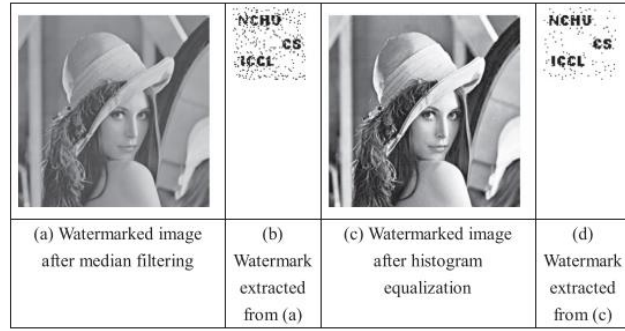 NCHU
CS
ICCL
NCHU
CS
ICCL
(a) Watermarked image
after median filtering
(b)
Watermark
extracted
from (a)
(c) Watermarked image
after histogram
equalization
(d)
Watermark
extracted
from (c)